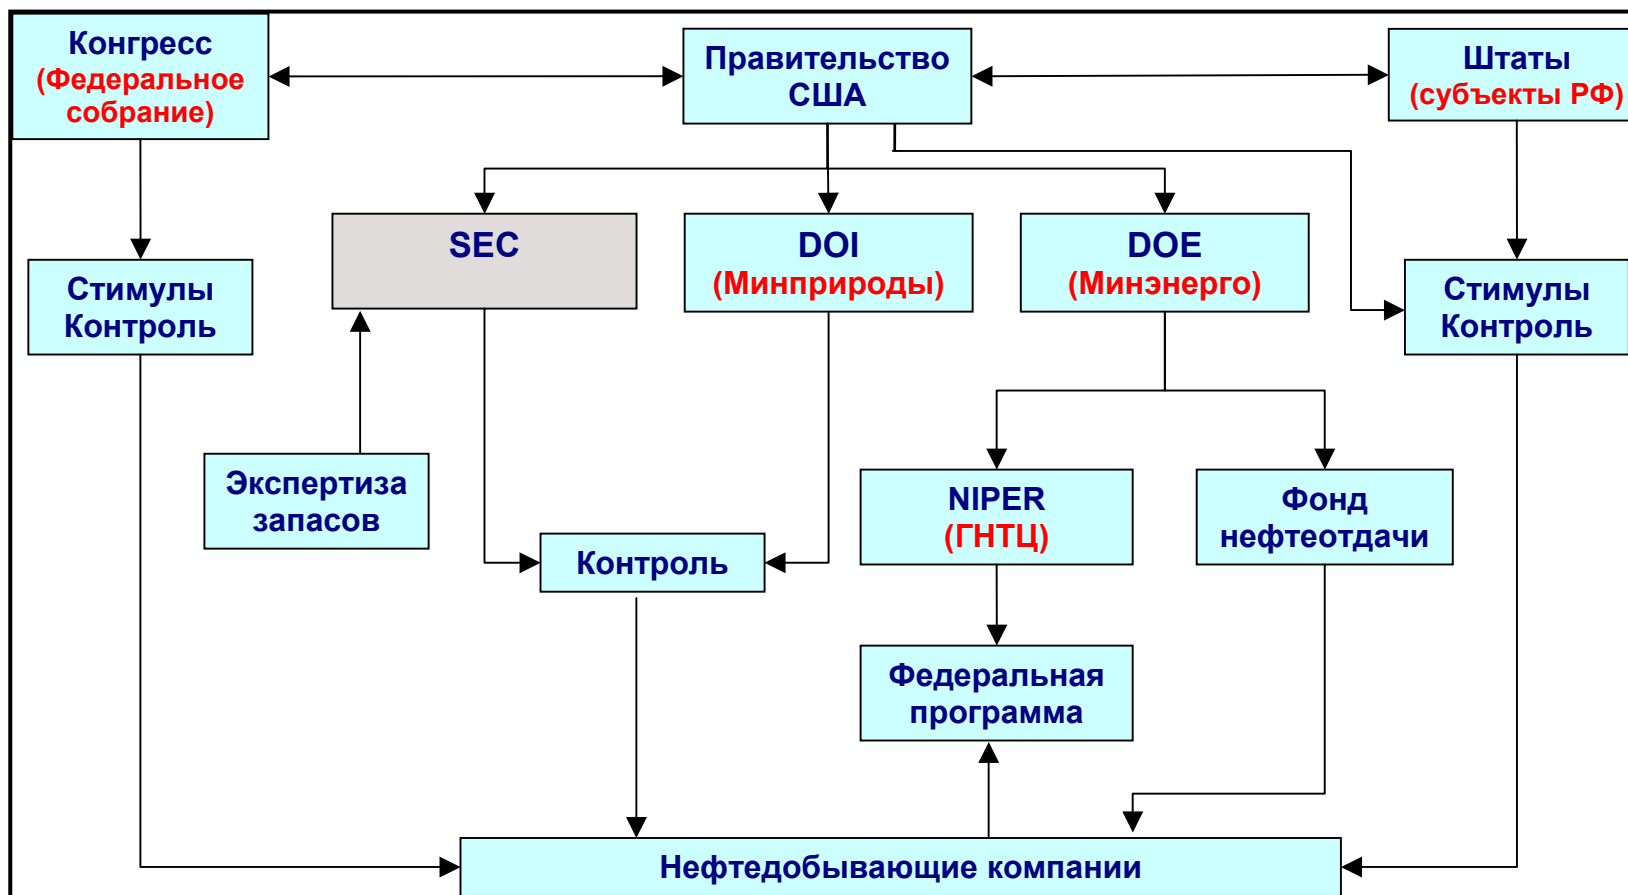 Конгресс
(Федеральное
собрание)
Правительство
США
Штаты
(субъекты РФ)
SEC
DOI
(Минприроды)
DOE
(Минэнерго)
Стимулы
Контроль
Стимулы
Контроль
Экспертиза
запасов
NIPER
(ГНТЦ)
Фонд
нефтеотдачи
Контроль
Федеральная
программа
Нефтедобывающие компании